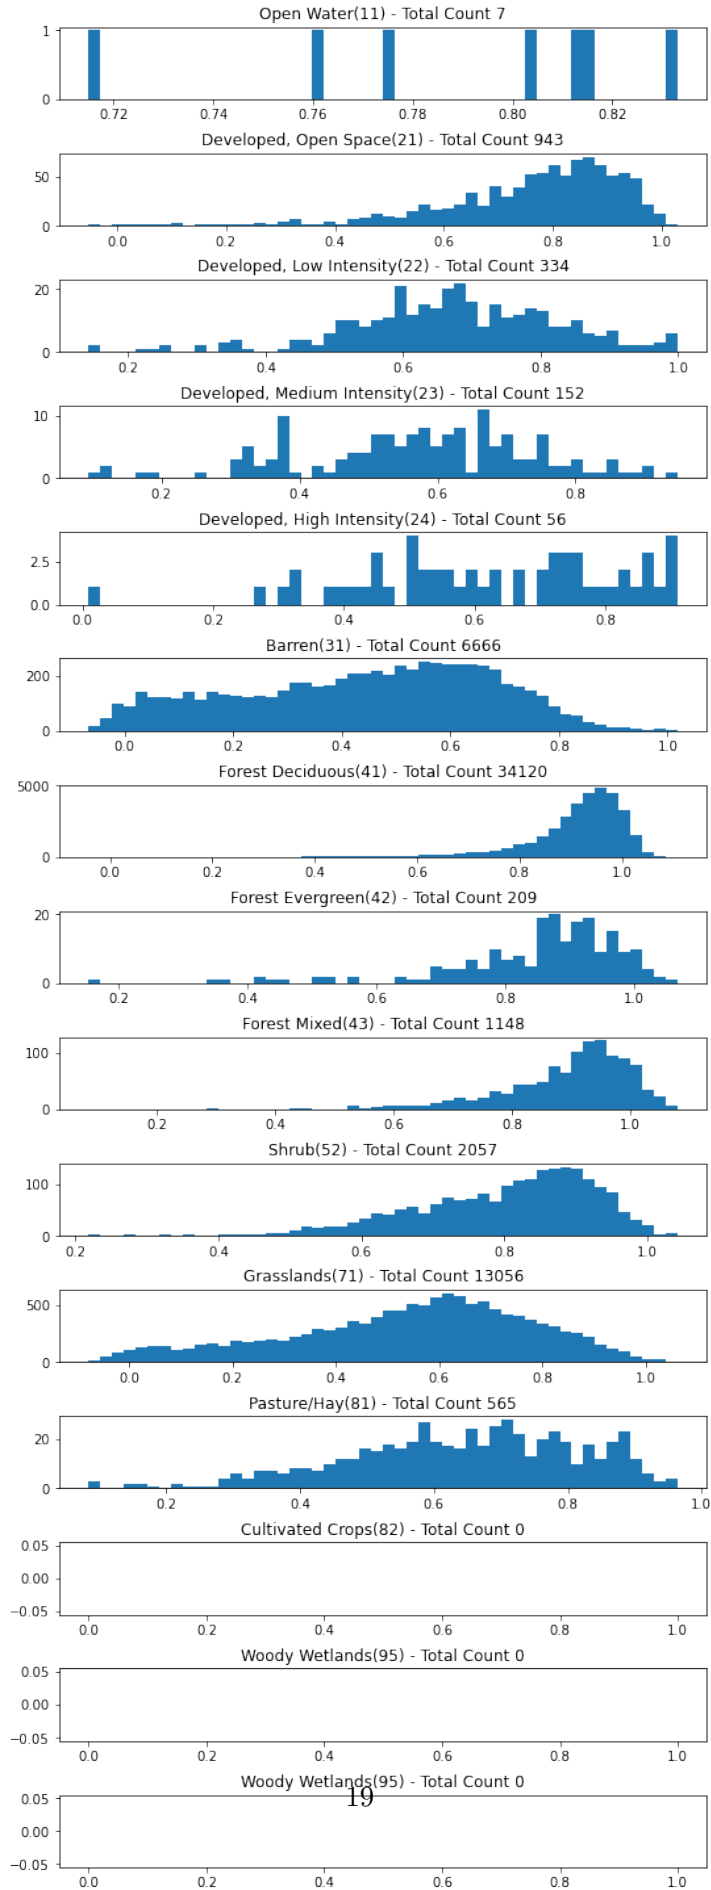 Open Water(11) - Total Count 7
1
0
0.72 0.74 0.76 0.78 0.80 0.82
Developed, Open Space(21) - Total Count 943
50
0
0.0 0.2 0.4 0.6 0.8 1.0
Developed, Low Intensity(22) - Total Count 334
20
0
0.2 0.4 0.6 0.8 1.0
Developed, Medium Intensity(23) - Total Count 152
10
0
0.2 0.4 0.6 0.8
Developed, High Intensity(24) - Total Count 56
2.5
0.0
0.0 0.2 0.4 0.6 0.8
Barren(31) - Total Count 6666
200
0
0.0 0.2 0.4 0.6 0.8 1.0
Forest Deciduous(41) - Total Count 34120
5000
0
0.0 0.2 0.4 0.6 0.8 1.0
Forest Evergreen(42) - Total Count 209
20
0
0.2 0.4 0.6 0.8 1.0
Forest Mixed(43) - Total Count 1148
100
0
0.2 0.4 0.6 0.8 1.0
Shrub(52) - Total Count 2057
100
0
0.2 0.4 0.6 0.8 1.0
Grasslands(71) - Total Count 13056
500
0
0.0 0.2 0.4 0.6 0.8 1.0
Pasture/Hay(81) - Total Count 565
20
0
0.2 0.4 0.6 0.8 1.0
Cultivated Crops(82) - Total Count 0
0.05
0.00
−0.05
0.0 0.2 0.4 0.6 0.8 1.0
Woody Wetlands(95) - Total Count 0
0.05
0.00
−0.05
0.0 0.2 0.4 0.6 0.8 1.0
Woody Wetlands(95) - Total Count 0
19
0.05
0.00
−0.05
0.0 0.2 0.4 0.6 0.8 1.0